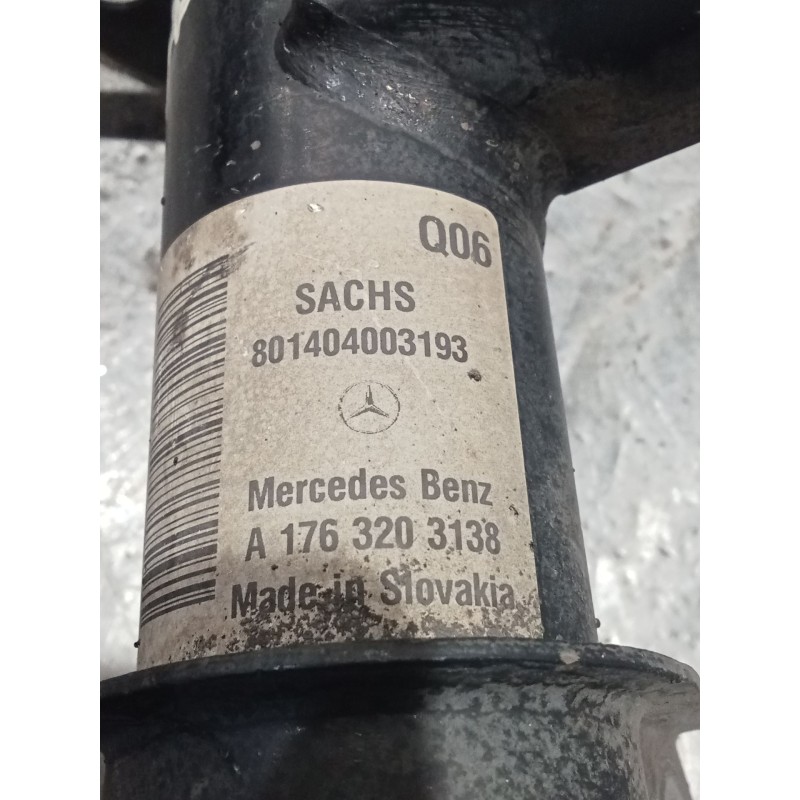 Q06
SACHS
801404003193
Mercedes Benz
A 176 320 3138
Made in Slovakia